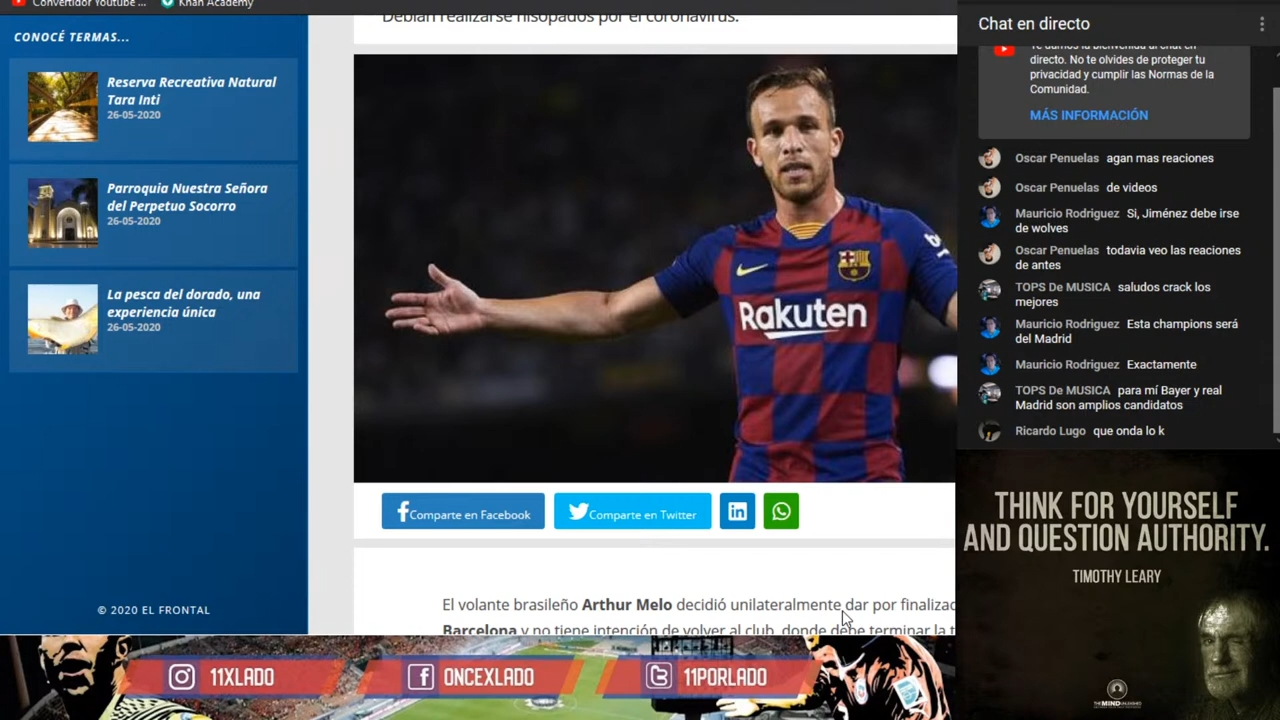 Convertidor Youtube ...
Khan Academy
CONOCÉ TERMAS...
Reserva Recreativa Natural
Tara Inti
26-05-2020
Parroquia Nuestra Señora
del Perpetuo Socorro
26-05-2020
La pesca del dorado, una
experiencia única
26-05-2020
© 2020 EL FRONTAL
Debían realizarse hisopados por el coronavirus.
Rakuten
Comparte en Facebook
Comparte en Twitter
El volante brasileño Arthur Melo decidió unilateralmente dar por finalizac
Barcelona y no tiene intención de volver al club, donde debe terminar la t
11XLADO
ONCEXLADO
11PORLADO
Chat en directo
Te damos la bienvenida al chat en
directo. No te olvides de proteger tu
privacidad y cumplir las Normas de la
Comunidad.
MÁS INFORMACIÓN
Oscar Penuelas agan mas reaciones
Oscar Penuelas de videos
Mauricio Rodriguez Si, Jiménez debe irse
de wolves
Oscar Penuelas todavia veo las reaciones
de antes
TOPS De MUSICA saludos crack los
mejores
Mauricio Rodriguez Esta champions será
del Madrid
Mauricio Rodriguez Exactamente
TOPS De MUSICA para mí Bayer y real
Madrid son amplios candidatos
Ricardo Lugo que onda lo k
THINK FOR YOURSELF
AND QUESTION AUTHORITY.
TIMOTHY LEARY
THEMINDUNLEASHED